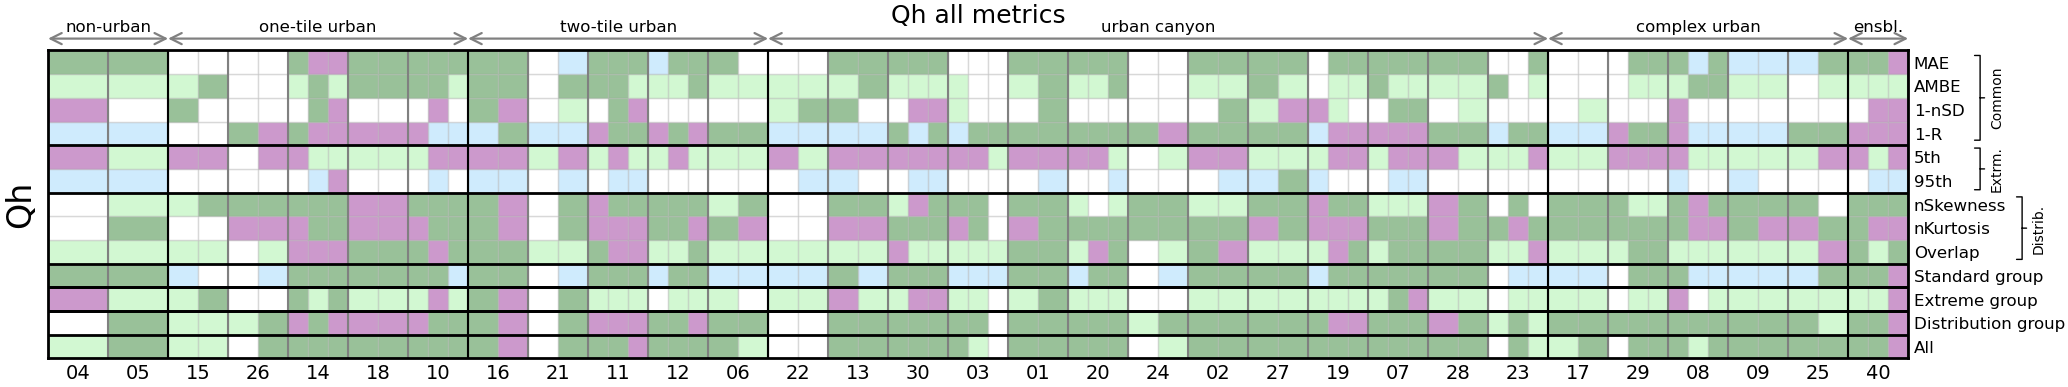 Qh all metrics
non-urban one-tile urban two-tile urban urban canyon complex urban ensbl.
Qh
MAE
AMBE
1-nSD
1-R
Common
5th
95th
Extrm.
nSkewness
nKurtosis
Overlap
Distrib.
Standard group
Extreme group
Distribution group
All
04 05 15 26 14 18 10 16 21 11 12 06 22 13 30 03 01 20 24 02 27 19 07 28 23 17 29 08 09 25 40